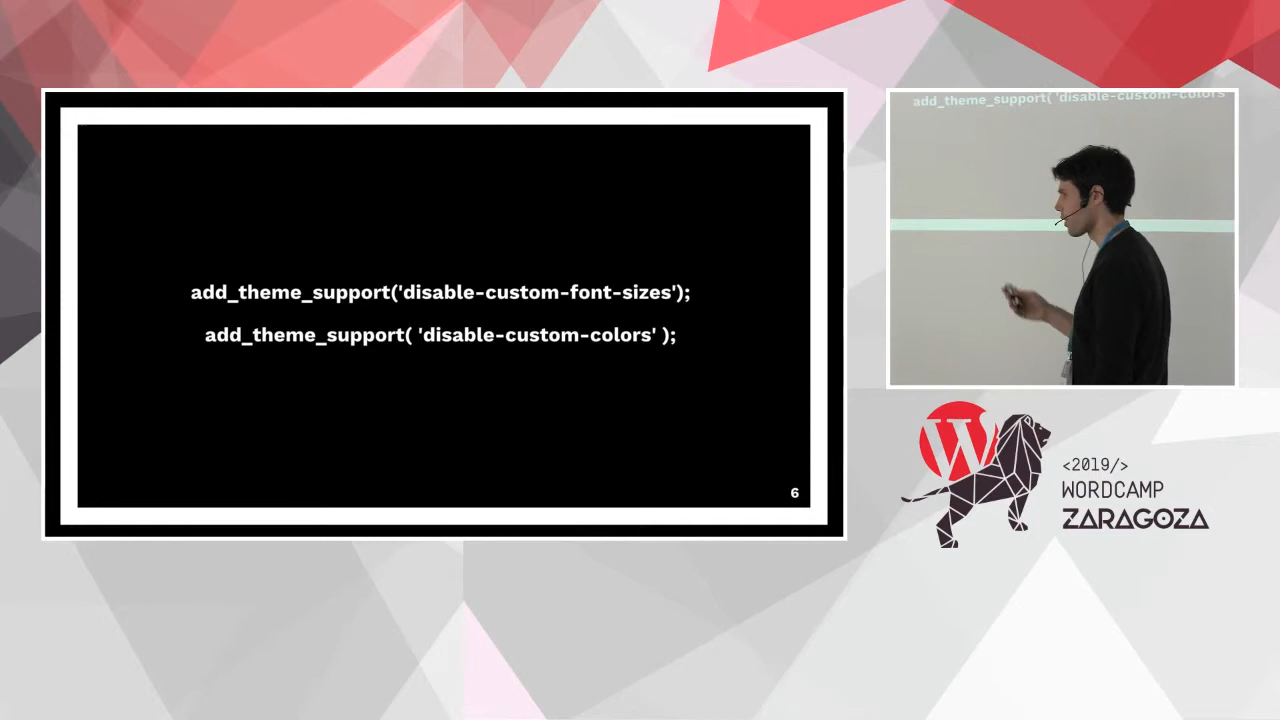 add_theme_support('disable-custom-font-sizes');
add_theme_support( 'disable-custom-colors' );
6
add_theme_support( 'disable-custom-colors'
W
<2019/>
WORDCAMP
ZARAGOZA